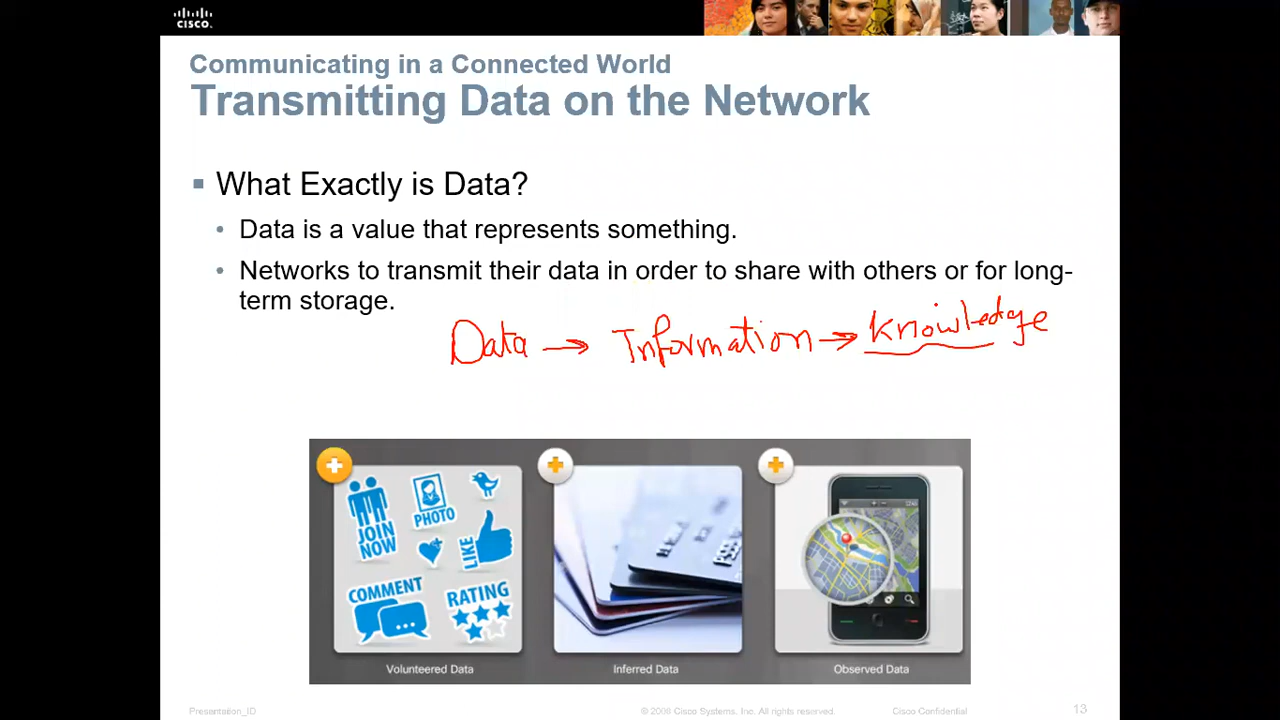 CISCO
Communicating in a Connected World
Transmitting Data on the Network
What Exactly is Data?
Data is a value that represents something.
Networks to transmit their data in order to share with others or for long-
term storage.
Data → Information → Knowledge
JOIN NOW
PHOTO
LIKE
COMMENT
RATING
Volunteered Data
Inferred Data
Observed Data
Presentation_ID
© 2008 Cisco Systems, Inc. All rights reserved.
Cisco Confidential
13